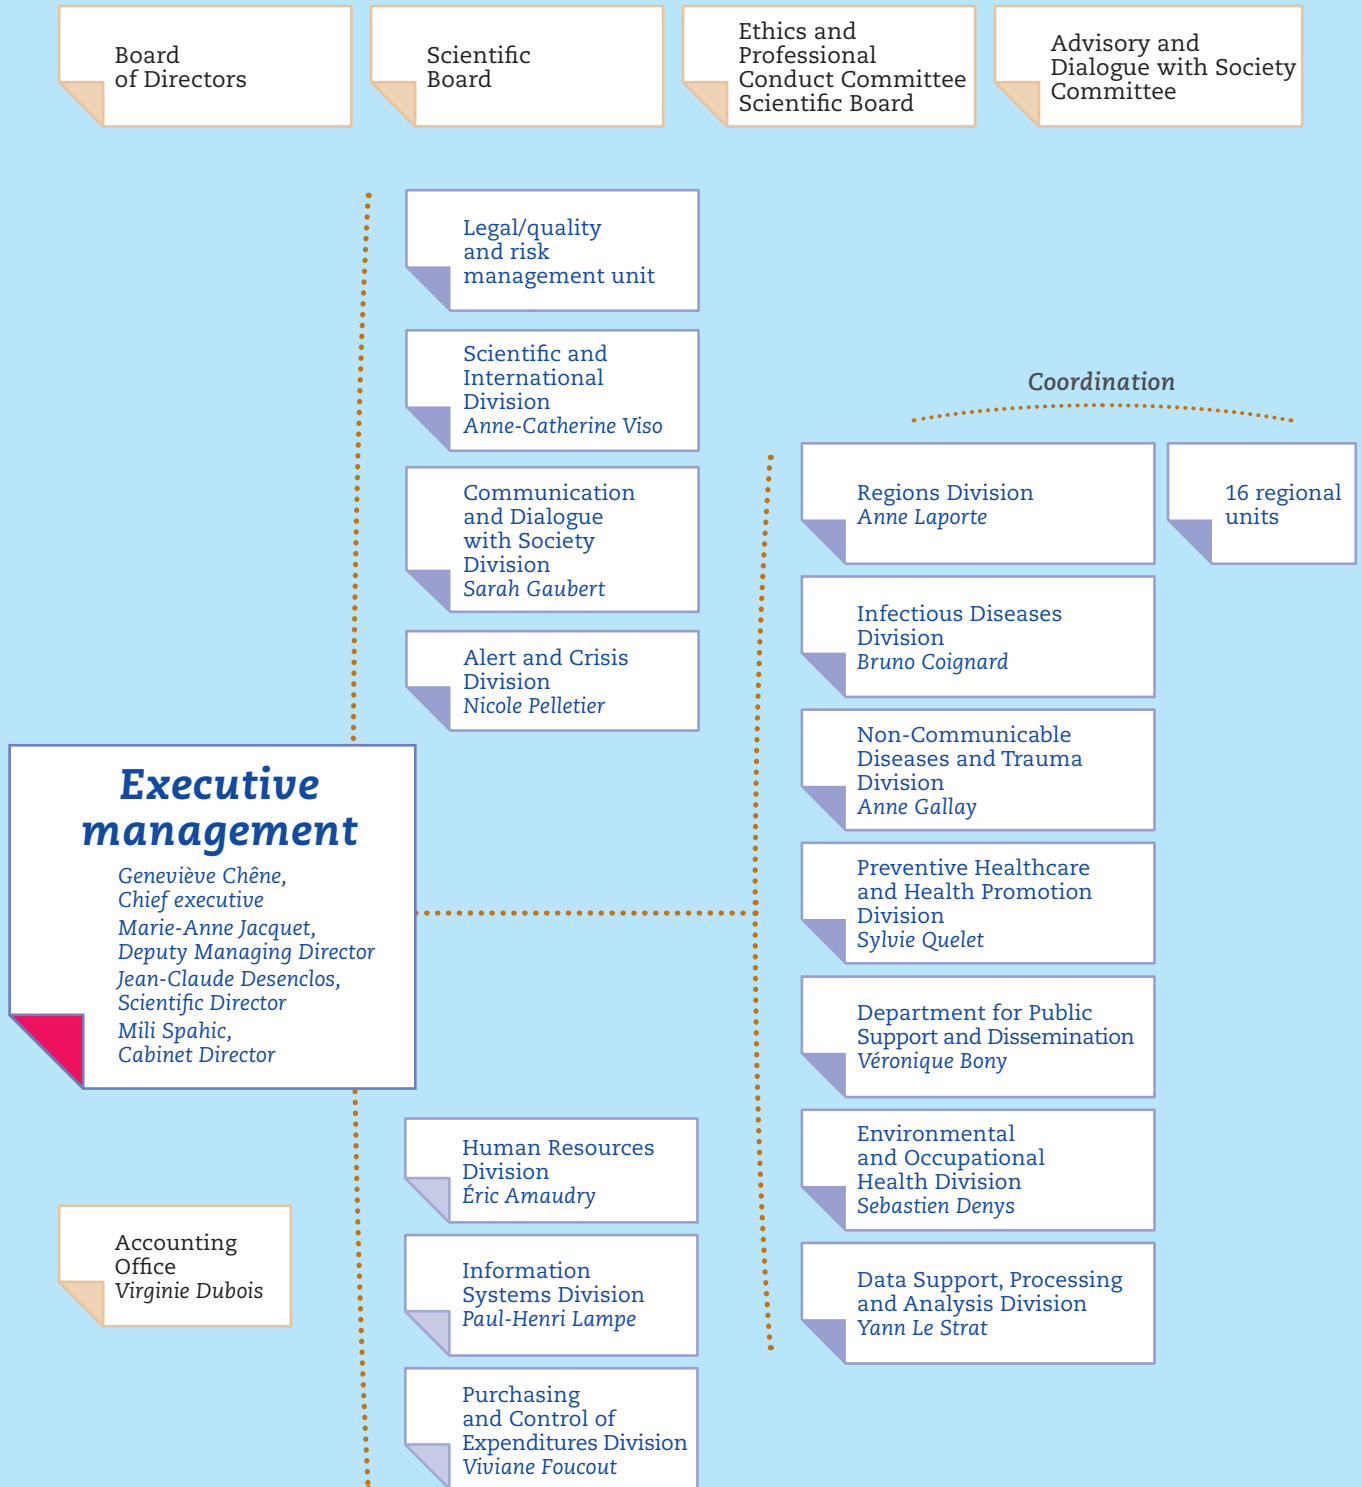 Board
of Directors
Scientific
Board
Ethics and
Professional
Conduct Committee
Scientific Board
Advisory and
Dialogue with Society
Committee
Legal/quality
and risk
management unit
Scientific and
International
Division
Anne-Catherine Viso
Communication
and Dialogue
with Society
Division
Sarah Gaubert
Alert and Crisis
Division
Nicole Pelletier
Executive
management
Geneviève Chêne,
Chief executive
Marie-Anne Jacquet,
Deputy Managing Director
Jean-Claude Desenclos,
Scientific Director
Mili Spahic,
Cabinet Director
Coordination
Regions Division
Anne Laporte
16 regional
units
Infectious Diseases
Division
Bruno Coignard
Non-Communicable
Diseases and Trauma
Division
Anne Gallay
Preventive Healthcare
and Health Promotion
Division
Sylvie Quelet
Department for Public
Support and Dissemination
Véronique Bony
Environmental
and Occupational
Health Division
Sebastien Denys
Data Support, Processing
and Analysis Division
Yann Le Strat
Human Resources
Division
Éric Amaudry
Information
Systems Division
Paul-Henri Lampe
Purchasing
and Control of
Expenditures Division
Viviane Foucout
Accounting
Office
Virginie Dubois